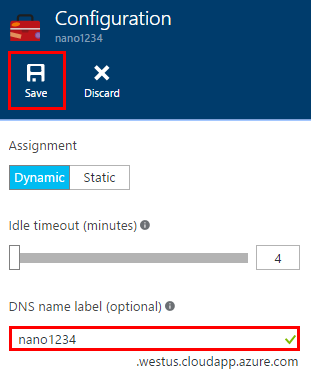 Configuration
nano1234
Save Discard
Assignment
Dynamic Static
Idle timeout (minutes)
4
DNS name label (optional)
nano1234
.westus.cloudapp.azure.com